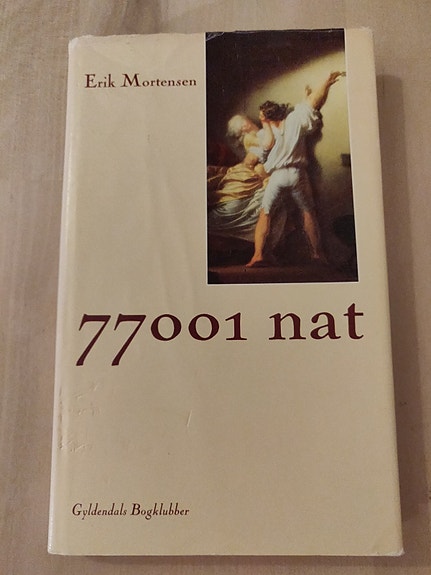 Erik Mortensen
77001 nat
Gyldendals Bogklubber